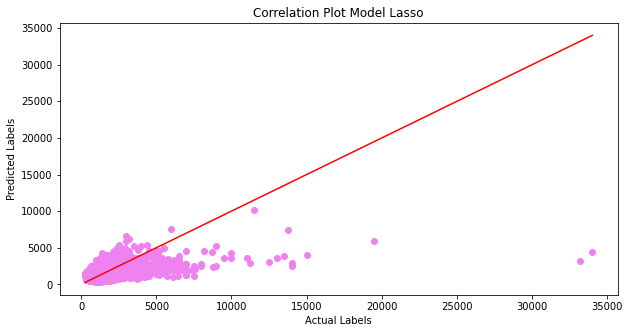 Correlation Plot Model Lasso
35000
30000
25000
20000
15000
10000
5000
0
Predicted Labels
0 5000 10000 15000 20000 25000 30000 35000
Actual Labels